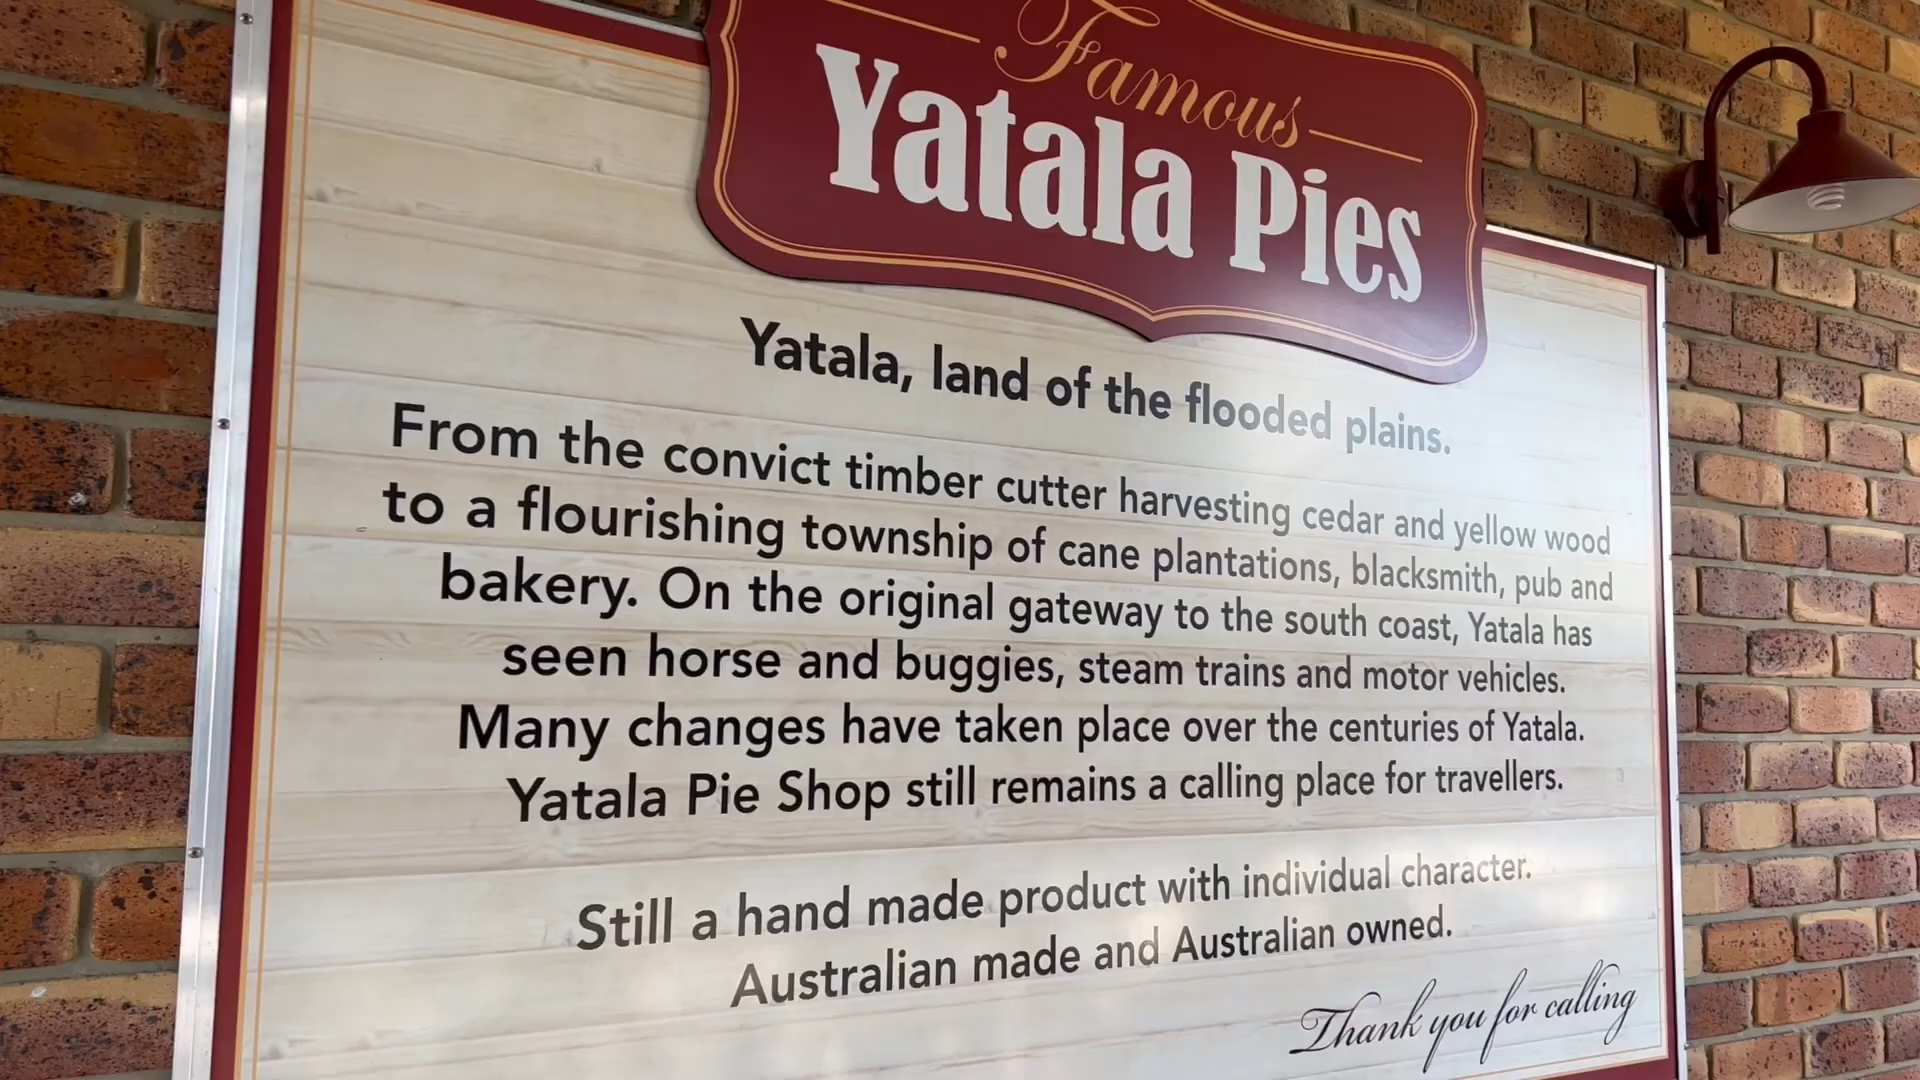 Famous
Yatala Pies
Yatala, land of the flooded plains.
From the convict timber cutter harvesting cedar and yellow wood
to a flourishing township of cane plantations, blacksmith, pub and
bakery. On the original gateway to the south coast, Yatala has
seen horse and buggies, steam trains and motor vehicles.
Many changes have taken place over the centuries of Yatala.
Yatala Pie Shop still remains a calling place for travellers.
Still a hand made product with individual character.
Australian made and Australian owned.
Thank you for calling